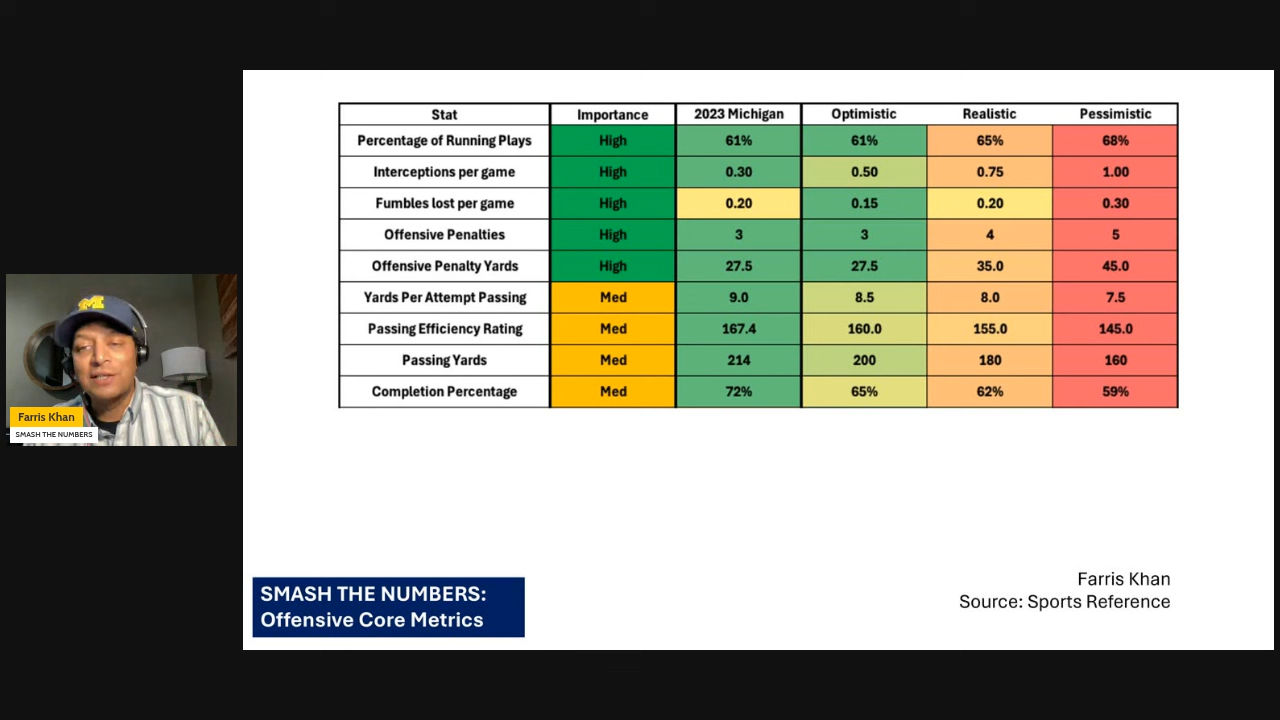 Stat Importance 2023 Michigan Optimistic Realistic Pessimistic
Percentage of Running Plays High 61% 61% 65% 68%
Interceptions per game High 0.30 0.50 0.75 1.00
Fumbles lost per game High 0.20 0.15 0.20 0.30
Offensive Penalties High 3 3 4 5
Offensive Penalty Yards High 27.5 27.5 35.0 45.0
Yards Per Attempt Passing Med 9.0 8.5 8.0 7.5
Passing Efficiency Rating Med 167.4 160.0 155.0 145.0
Passing Yards Med 214 200 180 160
Completion Percentage Med 72% 65% 62% 59%
M
Farris Khan
SMASH THE NUMBERS
SMASH THE NUMBERS:
Offensive Core Metrics
Farris Khan
Source: Sports Reference